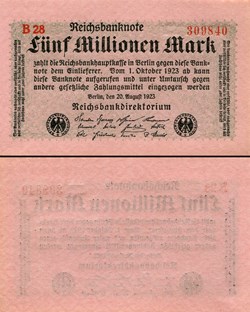 Reichsbanknote
B 28
309840
Fünf Millionen Mark
zahlt die Reichsbankhauptkasse in Berlin gegen diese Bank-
note dem Einlieferer. Vom 1. Oktober 1923 ab kann
diese Banknote aufgerufen und unter Umtausch gegen
andere gesetzliche Zahlungsmittel eingezogen werden
Berlin, den 20. August 1923
Reichsbankdirektorium